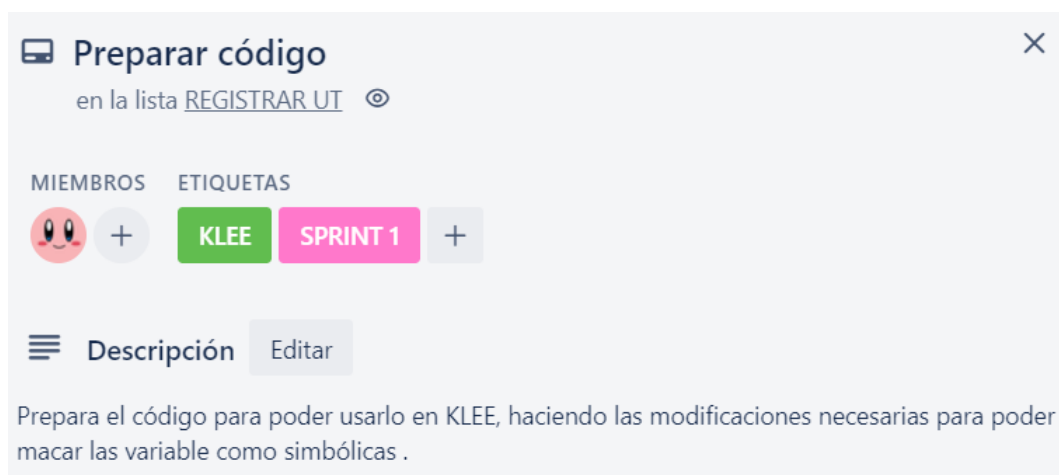 Preparar código
en la lista REGISTRAR UT
MIEMBROS ETIQUETAS
KLEE SPRINT 1
Descripción Editar
Prepara el código para poder usarlo en KLEE, haciendo las modificaciones necesarias para poder
macar las variable como simbólicas .